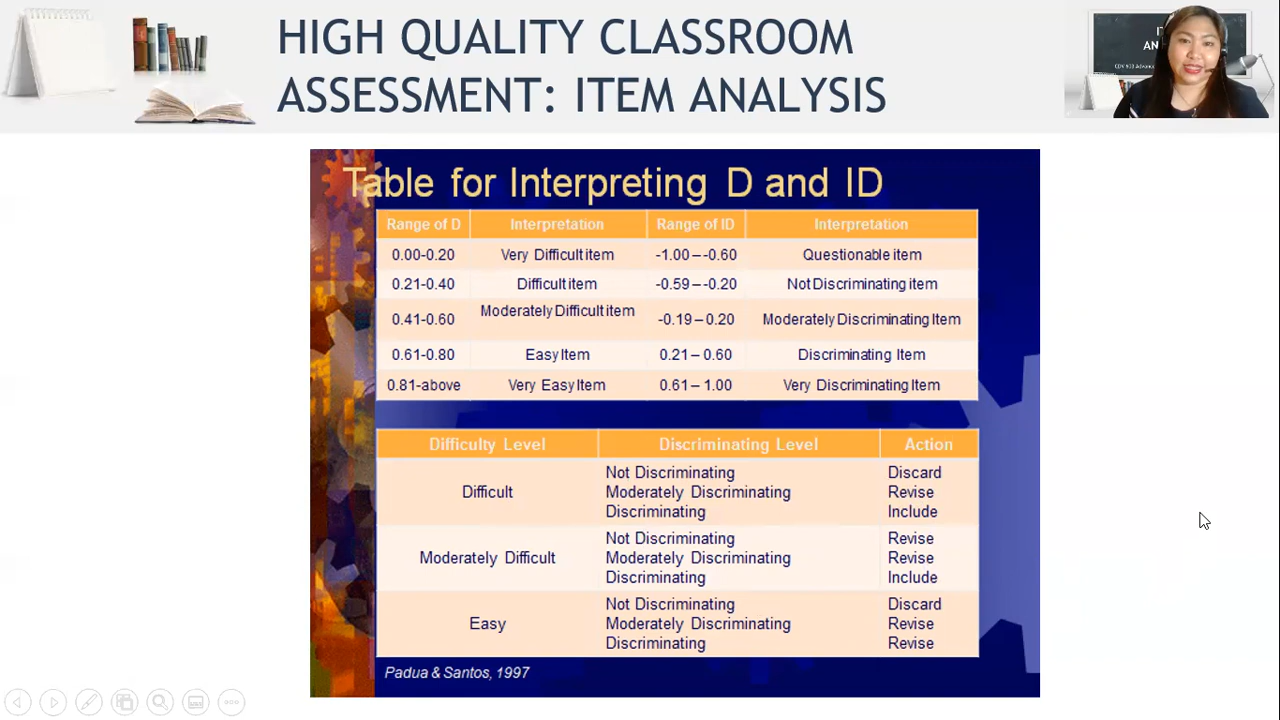 HIGH QUALITY CLASSROOM
ASSESSMENT: ITEM ANALYSIS
Table for Interpreting D and ID
Range of D Interpretation Range of ID Interpretation
0.00-0.20 Very Difficult item -1.00 – -0.60 Questionable item
0.21-0.40 Difficult item -0.59 – -0.20 Not Discriminating item
0.41-0.60 Moderately Difficult item -0.19 – 0.20 Moderately Discriminating Item
0.61-0.80 Easy Item 0.21 – 0.60 Discriminating Item
0.81-above Very Easy Item 0.61 – 1.00 Very Discriminating Item
Difficulty Level Discriminating Level Action
Not Discriminating Discard
Difficult Moderately Discriminating Revise
Discriminating Include
Not Discriminating Revise
Moderately Difficult Moderately Discriminating Revise
Discriminating Include
Not Discriminating Discard
Easy Moderately Discriminating Revise
Discriminating Revise
Padua & Santos, 1997